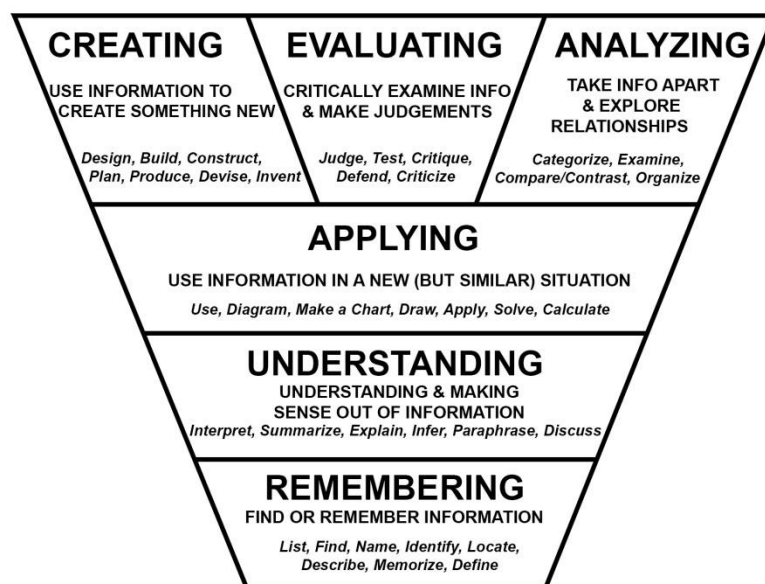 CREATING
USE INFORMATION TO
CREATE SOMETHING NEW
Design, Build, Construct,
Plan, Produce, Devise, Invent
EVALUATING
CRITICALLY EXAMINE INFO
& MAKE JUDGEMENTS
Judge, Test, Critique,
Defend, Criticize
ANALYZING
TAKE INFO APART
& EXPLORE
RELATIONSHIPS
Categorize, Examine,
Compare/Contrast, Organize
APPLYING
USE INFORMATION IN A NEW (BUT SIMILAR) SITUATION
Use, Diagram, Make a Chart, Draw, Apply, Solve, Calculate
UNDERSTANDING
UNDERSTANDING & MAKING
SENSE OUT OF INFORMATION
Interpret, Summarize, Explain, Infer, Paraphrase, Discuss
REMEMBERING
FIND OR REMEMBER INFORMATION
List, Find, Name, Identify, Locate,
Describe, Memorize, Define